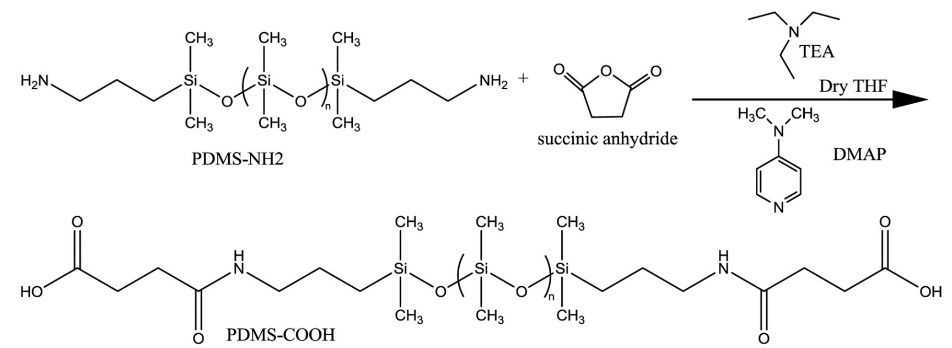 CH₃ CH₃ CH₃
H₂N Si O Si O n Si NH₂ + O O O
CH₃ CH₃ CH₃
PDMS-NH2
succinic anhydride
N
TEA
Dry THF
H₃C N CH₃
DMAP
N
CH₃ CH₃ CH₃
O H N Si O Si O n Si H N O
HO O CH₃ CH₃ CH₃ O OH
PDMS-COOH